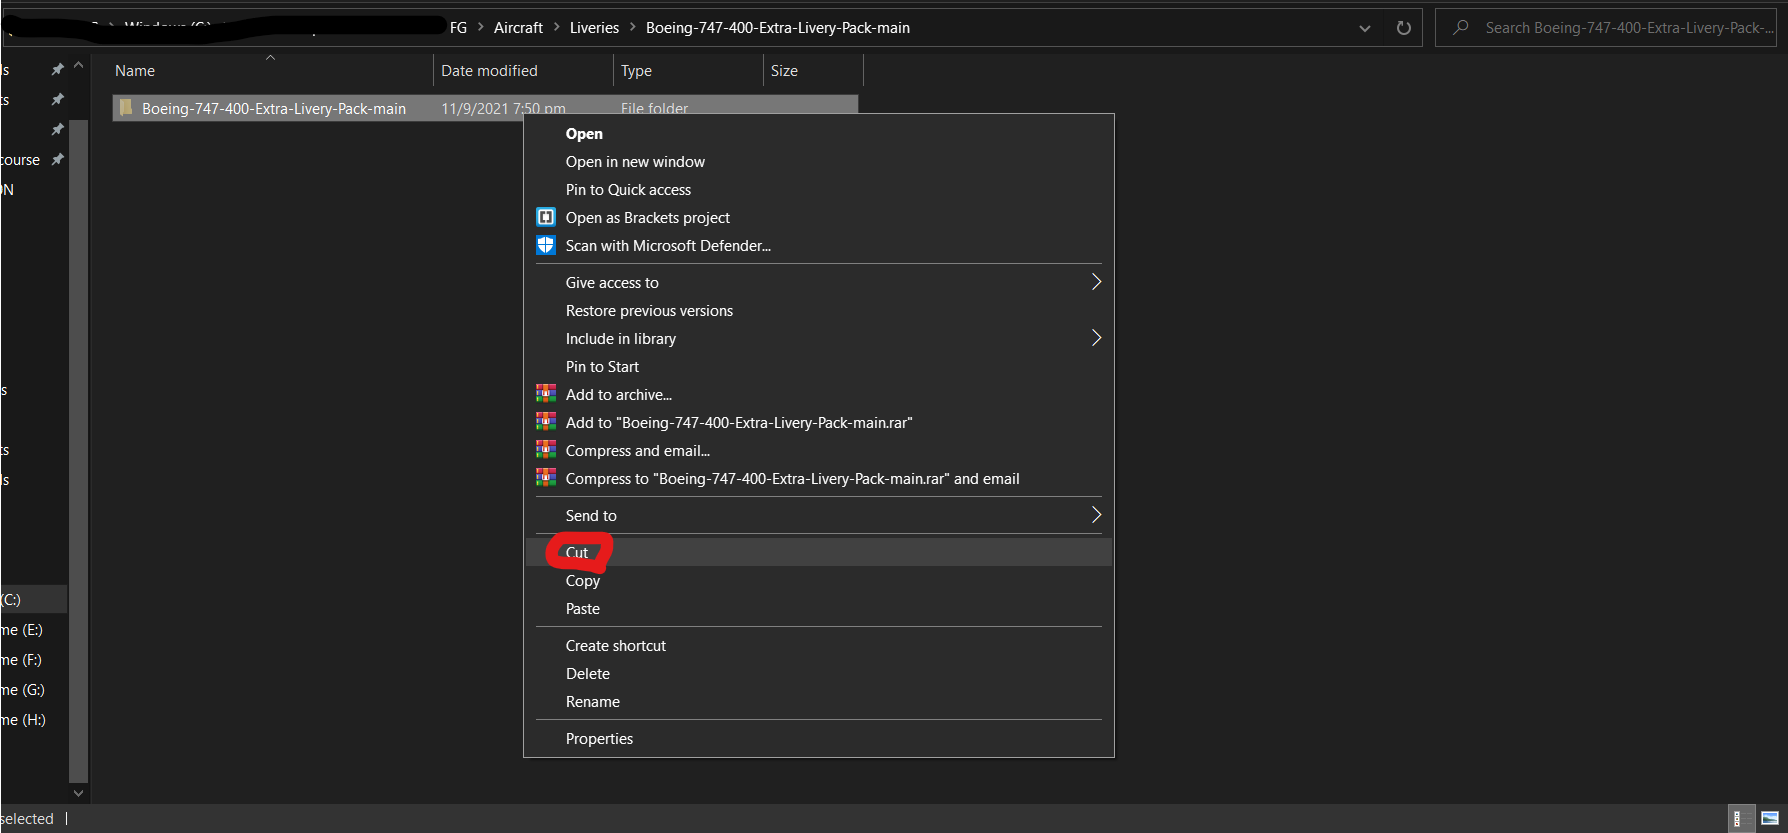 FG > Aircraft > Liveries > Boeing-747-400-Extra-Livery-Pack-main
Search Boeing-747-400-Extra-Livery-Pack-...
Name Date modified Type Size
Boeing-747-400-Extra-Livery-Pack-main 11/9/2021 7:50 pm File folder
ls
ts
course
ON
s
ts
ls
(C:)
me (E:)
me (F:)
me (G:)
me (H:)
Open
Open in new window
Pin to Quick access
Open as Brackets project
Scan with Microsoft Defender...
Give access to
Restore previous versions
Include in library
Pin to Start
Add to archive...
Add to "Boeing-747-400-Extra-Livery-Pack-main.rar"
Compress and email...
Compress to "Boeing-747-400-Extra-Livery-Pack-main.rar" and email
Send to
Cut
Copy
Paste
Create shortcut
Delete
Rename
Properties
selected